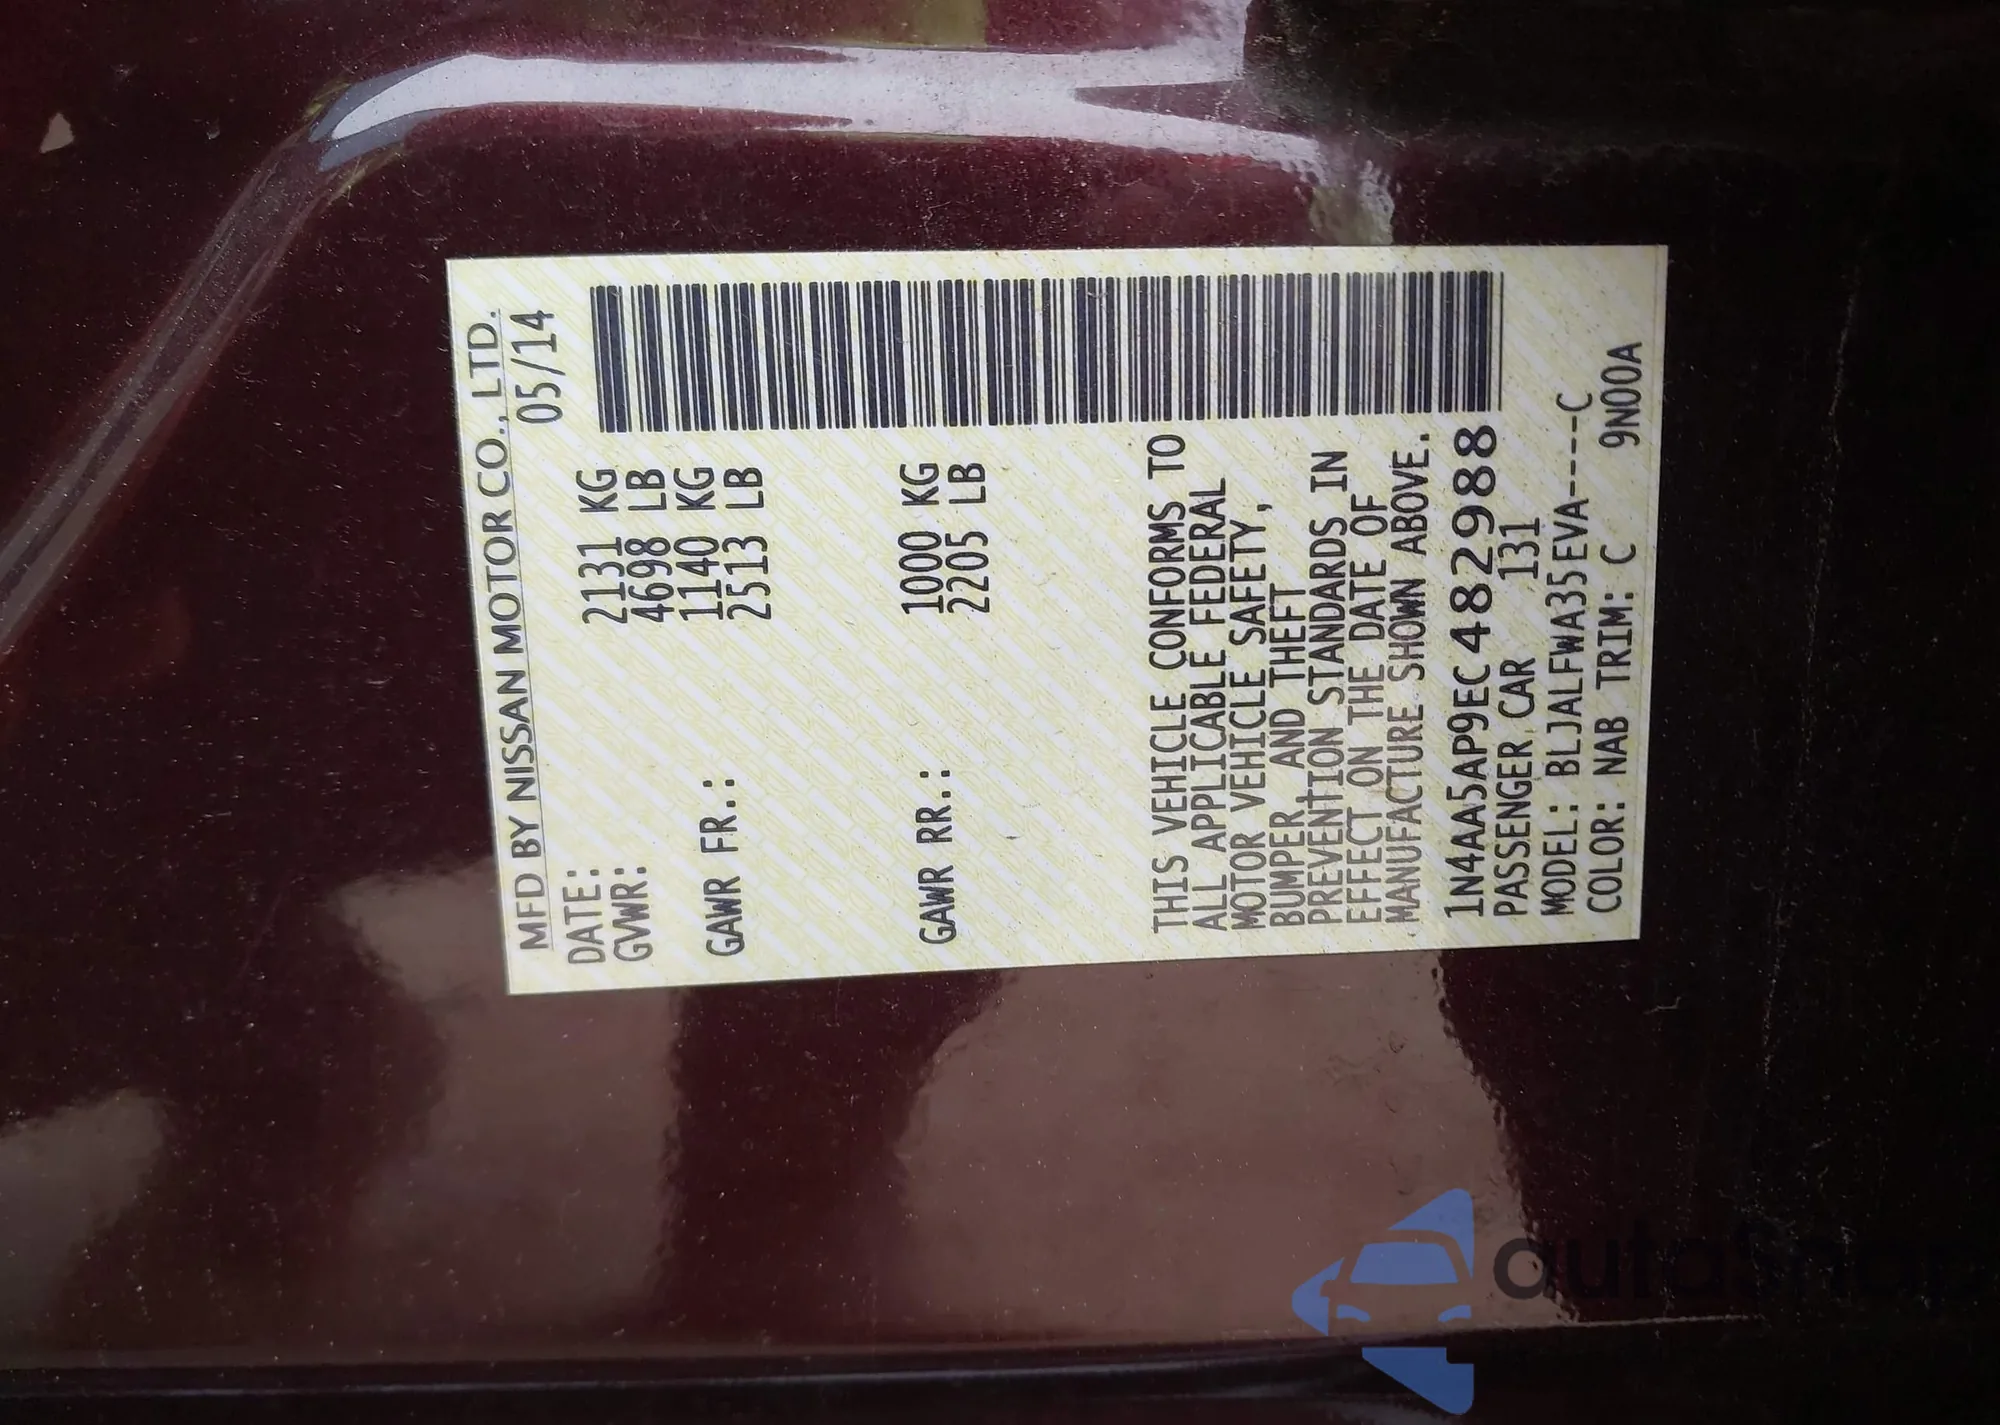 MFD BY NISSAN MOTOR CO., LTD.
DATE: 05/14
GVWR: 2131 KG
4698 LB
GAWR FR.: 1140 KG
2513 LB
GAWR RR.: 1000 KG
2205 LB
THIS VEHICLE CONFORMS TO
ALL APPLICABLE FEDERAL
MOTOR VEHICLE SAFETY,
BUMPER, AND THEFT
PREVENTION STANDARDS IN
EFFECT ON THE DATE OF
MANUFACTURE SHOWN ABOVE.
1N4AA5AP9EC482988
PASSENGER CAR 131
MODEL: BLJALFWA35EVA----C
COLOR: NAB TRIM: C 9N00A
autoSnap